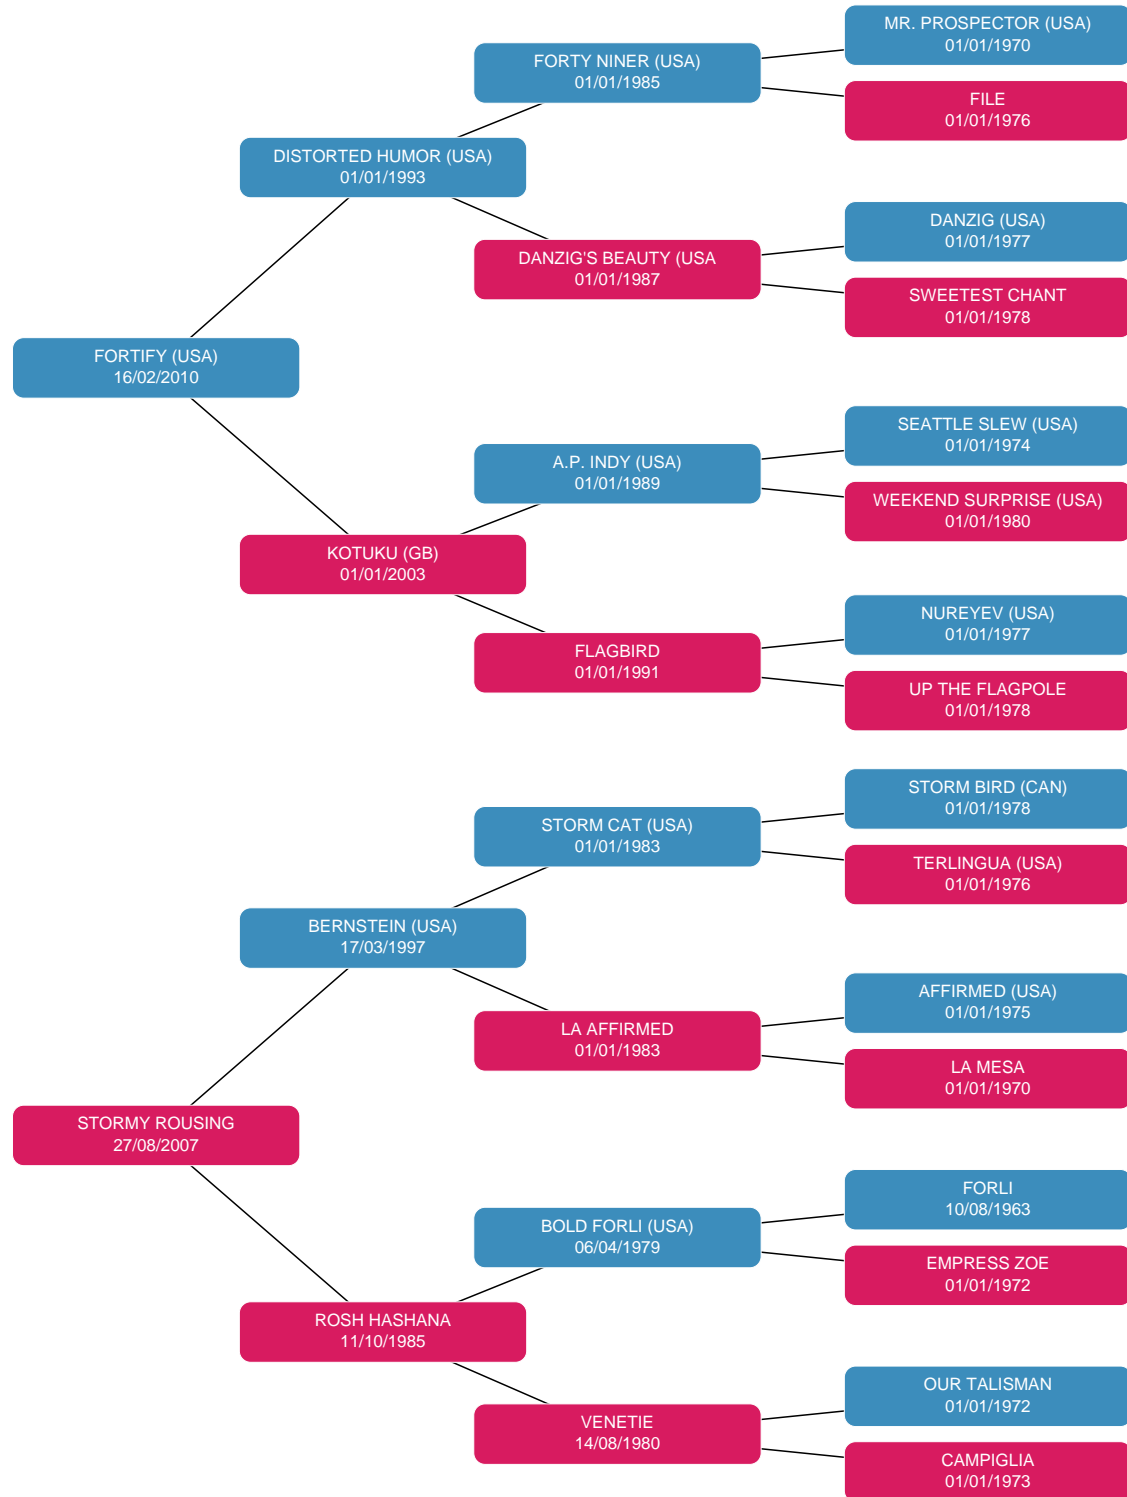 MR. PROSPECTOR (USA)
01/01/1970
FORTY NINER (USA)
01/01/1985
FILE
01/01/1976
DISTORTED HUMOR (USA)
01/01/1993
DANZIG (USA)
01/01/1977
DANZIG'S BEAUTY (USA
01/01/1987
SWEETEST CHANT
01/01/1978
FORTIFY (USA)
16/02/2010
SEATTLE SLEW (USA)
01/01/1974
A.P. INDY (USA)
01/01/1989
WEEKEND SURPRISE (USA)
01/01/1980
KOTUKU (GB)
01/01/2003
NUREYEV (USA)
01/01/1977
FLAGBIRD
01/01/1991
UP THE FLAGPOLE
01/01/1978
STORM BIRD (CAN)
01/01/1978
STORM CAT (USA)
01/01/1983
TERLINGUA (USA)
01/01/1976
BERNSTEIN (USA)
17/03/1997
AFFIRMED (USA)
01/01/1975
LA AFFIRMED
01/01/1983
LA MESA
01/01/1970
STORMY ROUSING
27/08/2007
FORLI
10/08/1963
BOLD FORLI (USA)
06/04/1979
EMPRESS ZOE
01/01/1972
ROSH HASHANA
11/10/1985
OUR TALISMAN
01/01/1972
VENETIE
14/08/1980
CAMPIGLIA
01/01/1973